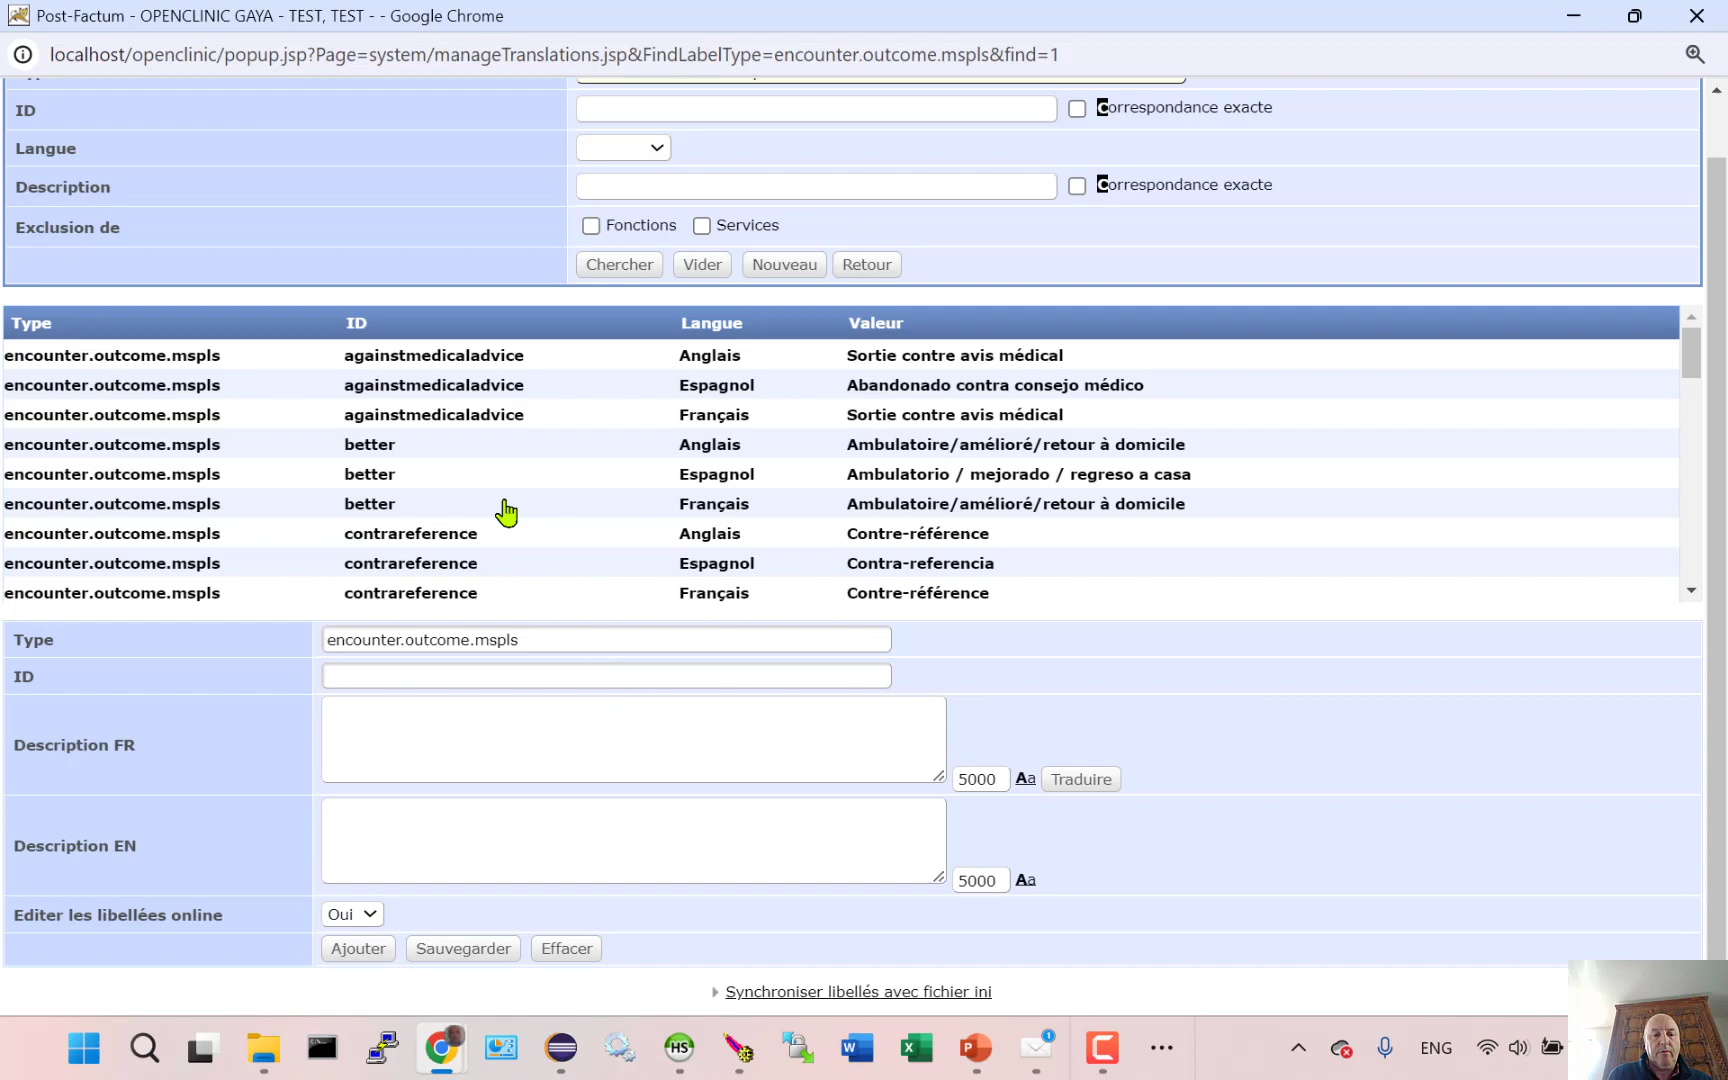 Post-Factum - OPENCLINIC GAYA - TEST, TEST - - Google Chrome
localhost/openclinic/popup.jsp?Page=system/manageTranslations.jsp&FindLabelType=encounter.outcome.mspls&find=1
ID
Correspondance exacte
Langue
Description
Correspondance exacte
Exclusion de
Fonctions Services
Chercher Vider Nouveau Retour
Type ID Langue Valeur
encounter.outcome.mspls againstmedicaladvice Anglais Sortie contre avis médical
encounter.outcome.mspls againstmedicaladvice Espagnol Abandonado contra consejo médico
encounter.outcome.mspls againstmedicaladvice Français Sortie contre avis médical
encounter.outcome.mspls better Anglais Ambulatoire/amélioré/retour à domicile
encounter.outcome.mspls better Espagnol Ambulatorio / mejorado / regreso a casa
encounter.outcome.mspls better Français Ambulatoire/amélioré/retour à domicile
encounter.outcome.mspls contrareference Anglais Contre-référence
encounter.outcome.mspls contrareference Espagnol Contra-referencia
encounter.outcome.mspls contrareference Français Contre-référence
Type encounter.outcome.mspls
ID
Description FR
5000 Aa Traduire
Description EN
5000 Aa
Editer les libellées online Oui
Ajouter Sauvegarder Effacer
Synchroniser libellés avec fichier ini
HS W X P 1 C ENG